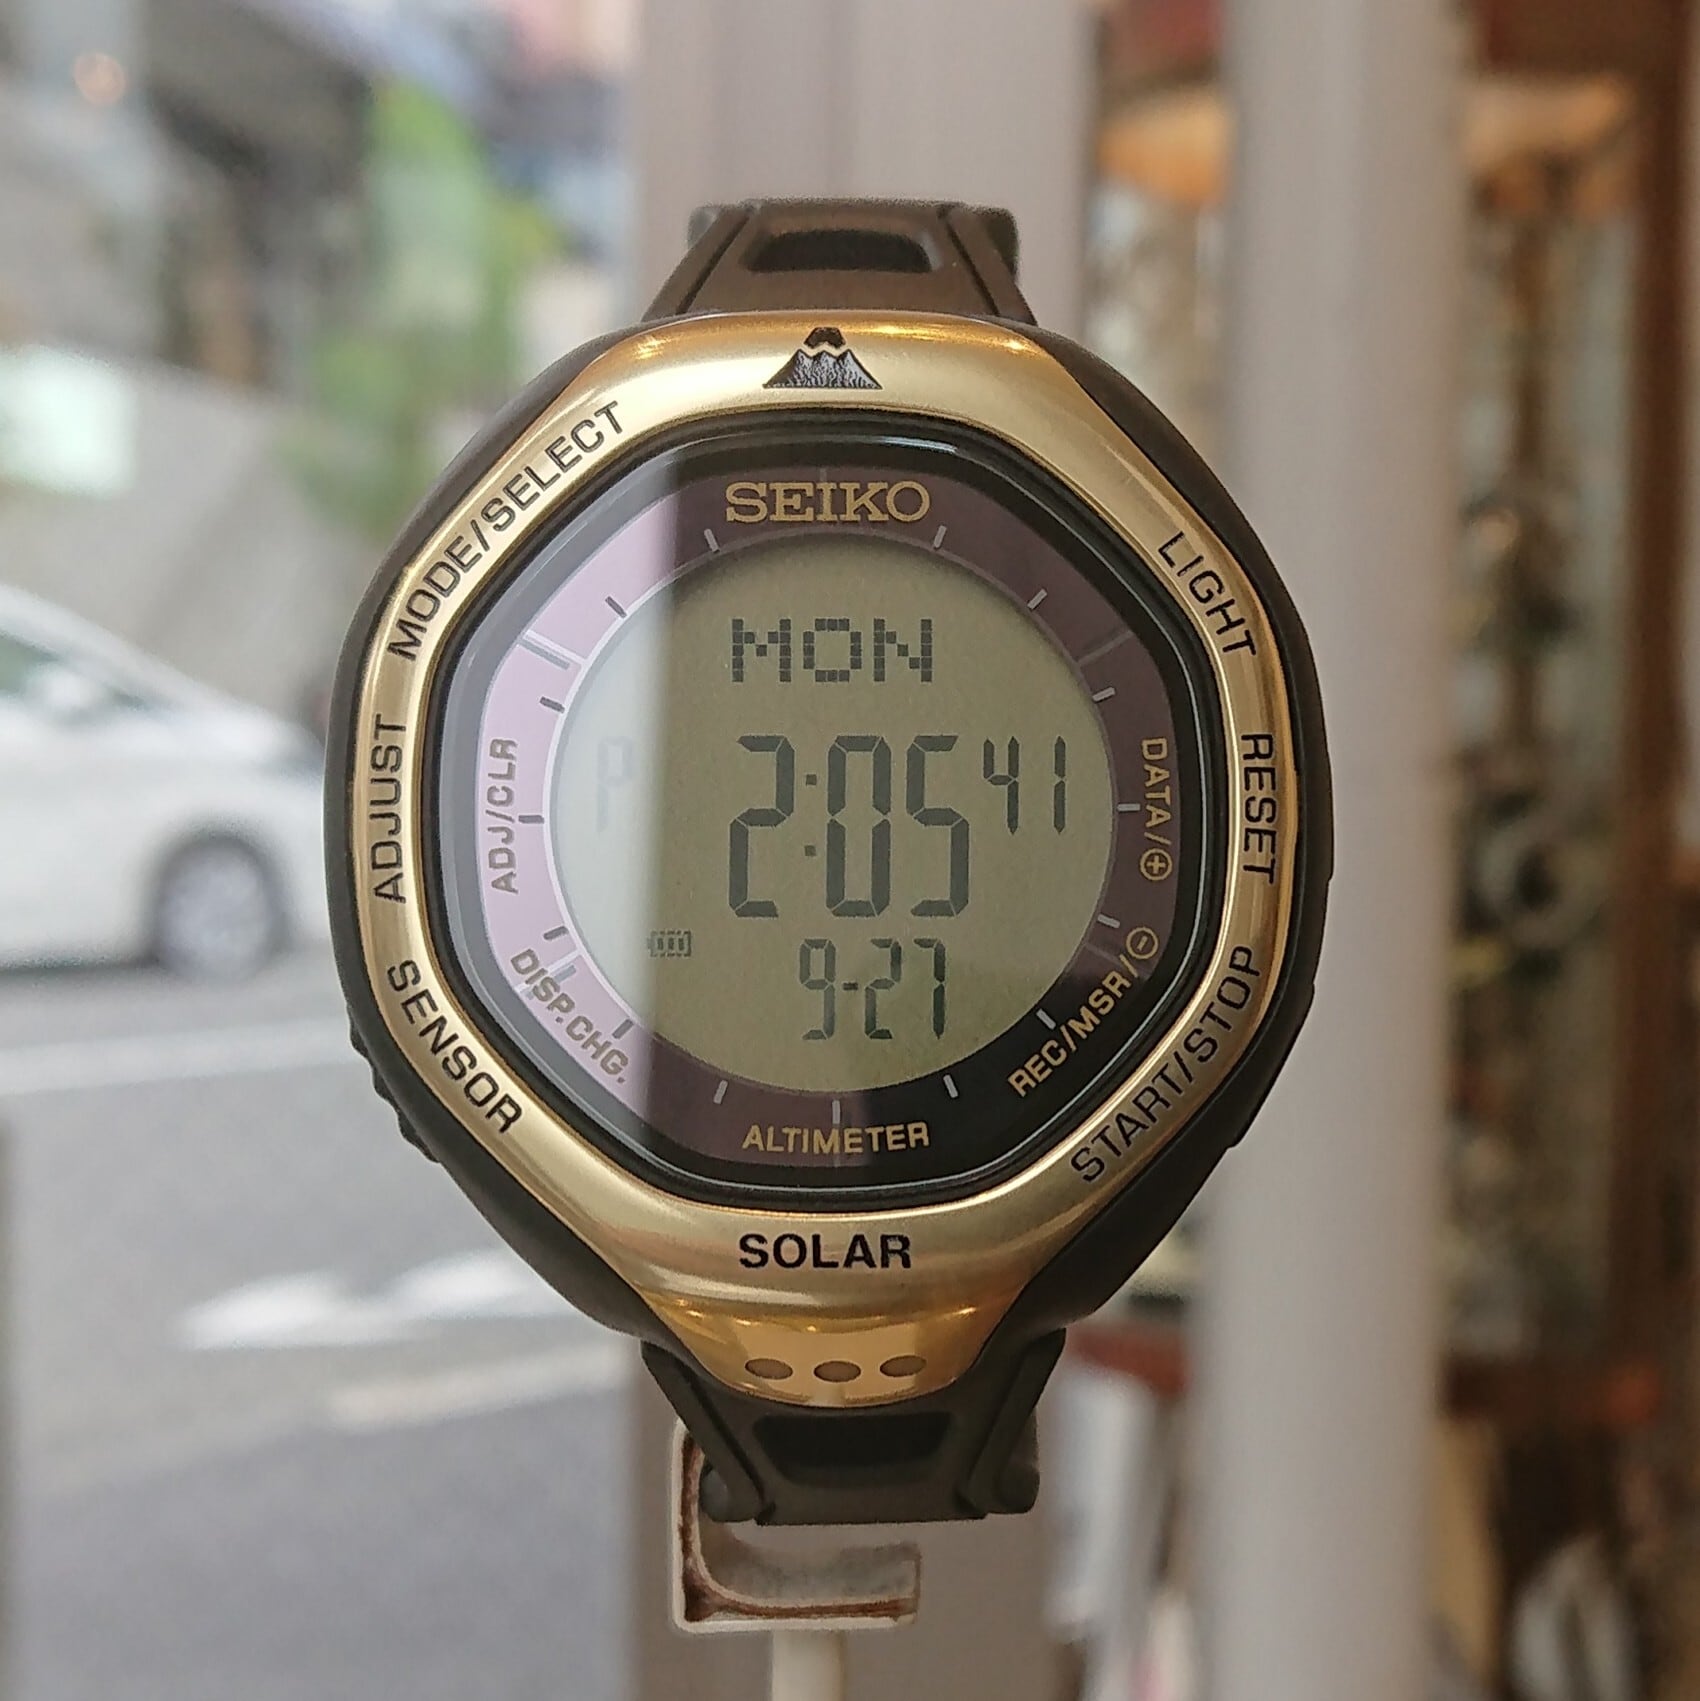 MODE/SELECT
LIGHT
SEIKO
MON
ADJUST
ADJ/CLR
P 2:05 41
DATA/⊕
RESET
9-27
SENSOR
DISP.CHG.
REC/MSR/⊖
START/STOP
ALTIMETER
SOLAR